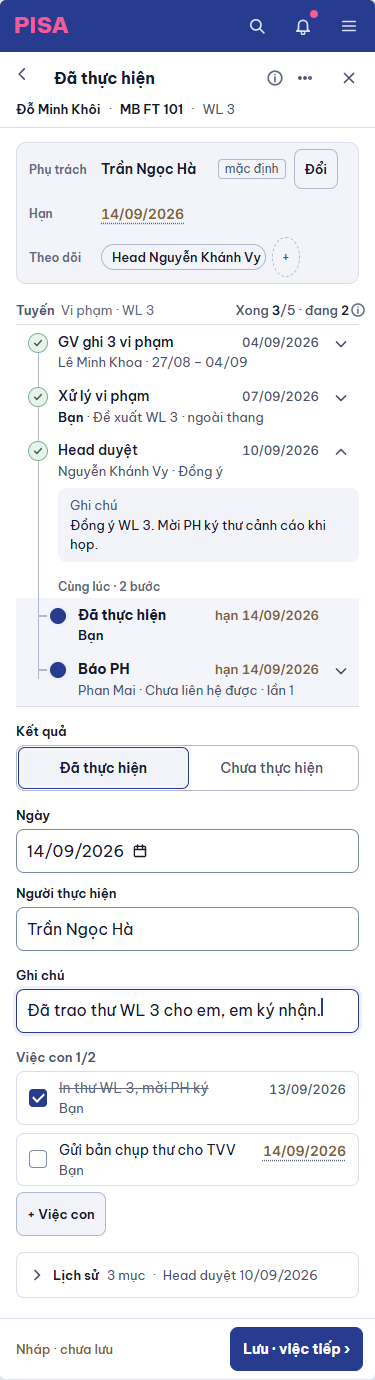 PISA
Đã thực hiện
Đỗ Minh Khôi · MB FT 101 · WL 3
Phụ trách Trần Ngọc Hà mặc định Đổi
Hạn 14/09/2026
Theo dõi Head Nguyễn Khánh Vy +
Tuyến Vi phạm · WL 3 Xong 3/5 · đang 2
GV ghi 3 vi phạm 04/09/2026
Lê Minh Khoa · 27/08 – 04/09
Xử lý vi phạm 07/09/2026
Bạn · Đề xuất WL 3 · ngoài thang
Head duyệt 10/09/2026
Nguyễn Khánh Vy · Đồng ý
Ghi chú
Đồng ý WL 3. Mời PH ký thư cảnh cáo khi
họp.
Cùng lúc · 2 bước
Đã thực hiện hạn 14/09/2026
Bạn
Báo PH hạn 14/09/2026
Phan Mai · Chưa liên hệ được · lần 1
Kết quả
Đã thực hiện Chưa thực hiện
Ngày
14/09/2026
Người thực hiện
Trần Ngọc Hà
Ghi chú
Đã trao thư WL 3 cho em, em ký nhận.
Việc con 1/2
In thư WL 3, mời PH ký 13/09/2026
Bạn
Gửi bản chụp thư cho TVV 14/09/2026
Bạn
+ Việc con
Lịch sử 3 mục · Head duyệt 10/09/2026
Nháp · chưa lưu Lưu · việc tiếp ›